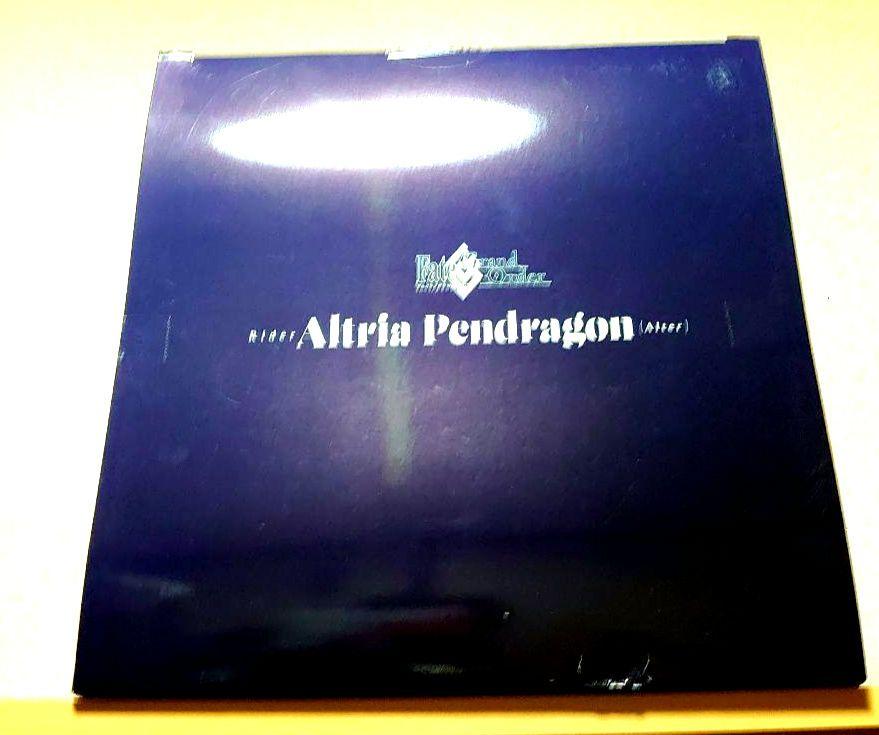 Fate Grand Order
Rider Altria Pendragon (Alter)